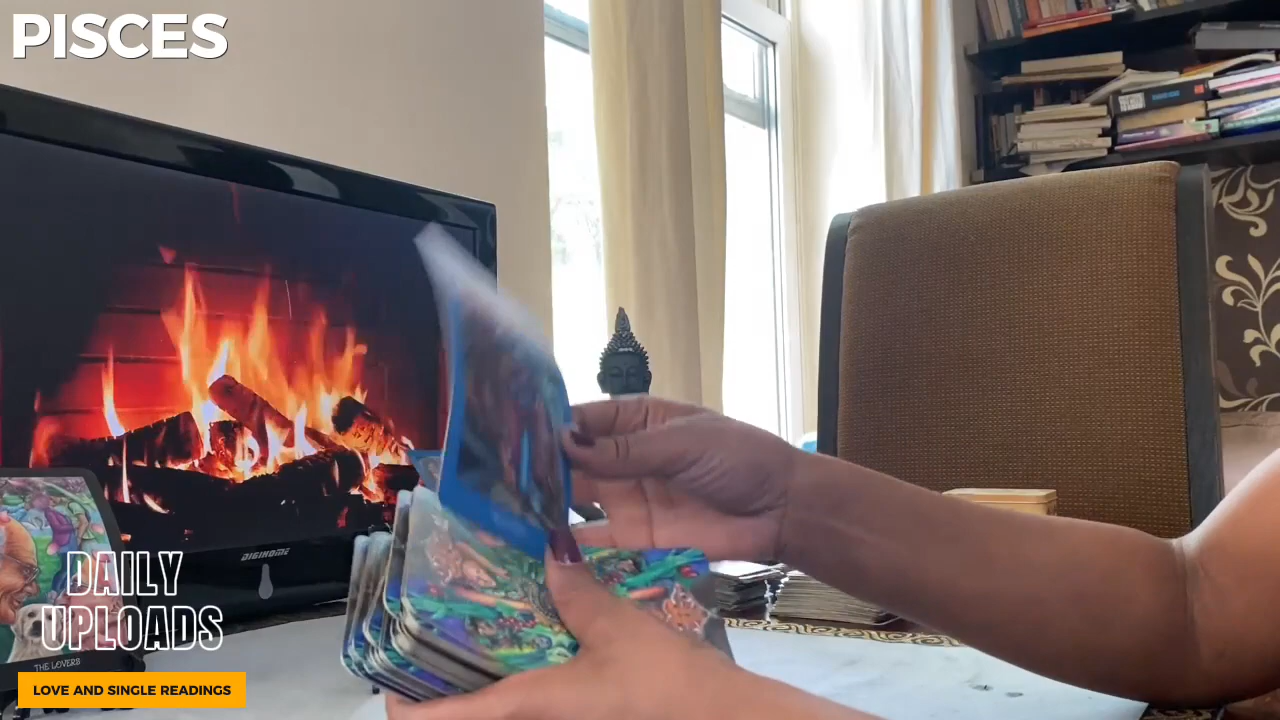 PISCES
DIGIHOME
DAILY
UPLOADS
THE LOVERS
LOVE AND SINGLE READINGS